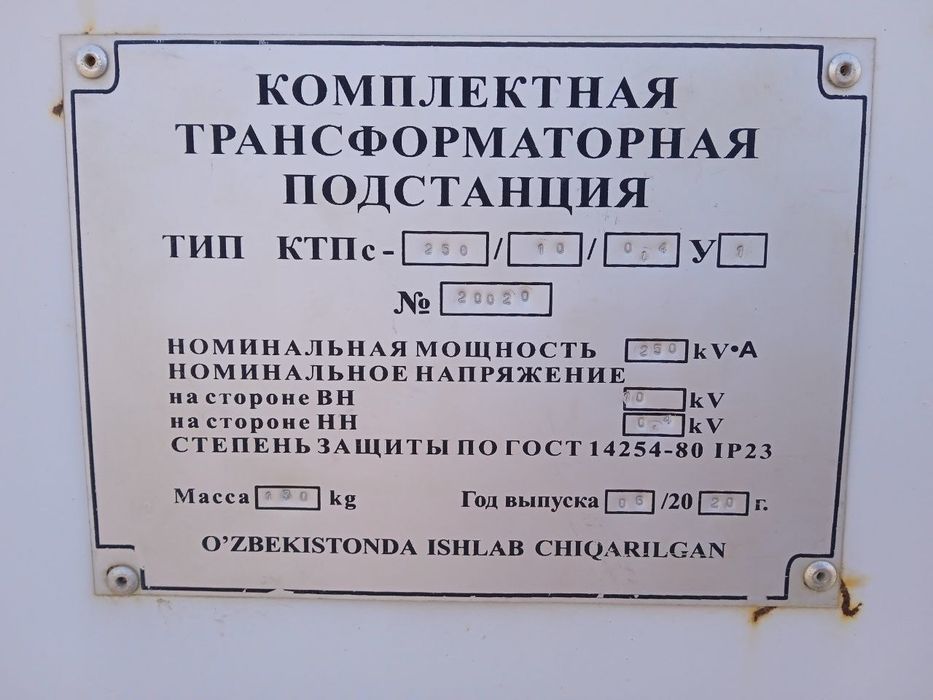 КОМПЛЕКТНАЯ
ТРАНСФОРМАТОРНАЯ
ПОДСТАНЦИЯ
ТИП КТПс- 250 / 10 / 0,4 У 1
№ 20020
НОМИНАЛЬНАЯ МОЩНОСТЬ 250 kV•A
НОМИНАЛЬНОЕ НАПРЯЖЕНИЕ
на стороне ВН 10 kV
на стороне НН 0,4 kV
СТЕПЕНЬ ЗАЩИТЫ ПО ГОСТ 14254-80 IP23
Масса kg Год выпуска 06 /20 20 г.
O’ZBEKISTONDA ISHLAB CHIQARILGAN